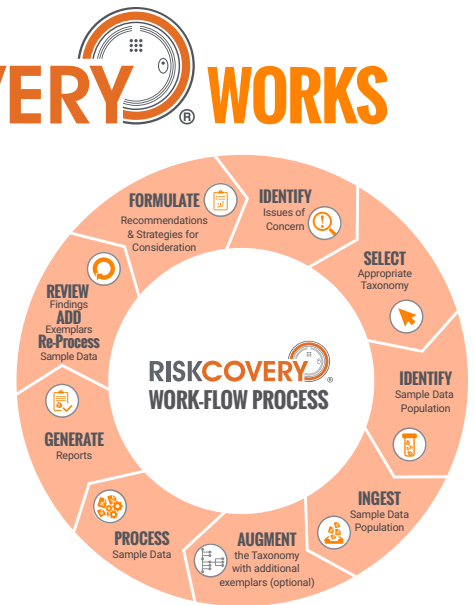 VERY® WORKS
IDENTIFY
Issues of
Concern
SELECT
Appropriate
Taxonomy
IDENTIFY
Sample Data
Population
INGEST
Sample Data
Population
AUGMENT
the Taxonomy
with additional
exemplars (optional)
PROCESS
Sample Data
GENERATE
Reports
REVIEW
Findings
ADD
Exemplars
Re-Process
Sample Data
FORMULATE
Recommendations
& Strategies for
Consideration
RISKCOVERY®
WORK-FLOW PROCESS